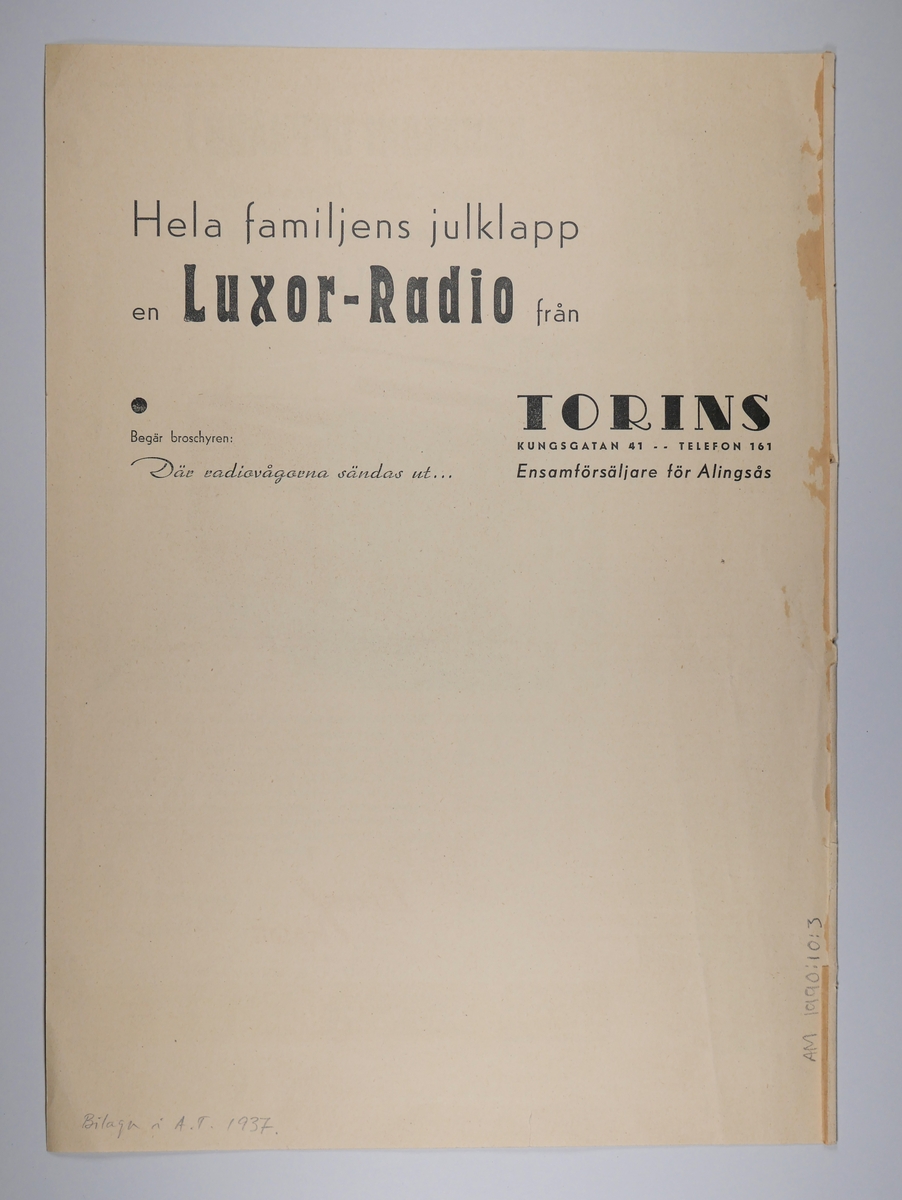 Hela familjens julklapp
en Luxor-Radio från
Begär broschyren:
Där radiovågorna sändas ut...
TORINS
KUNGSGATAN 41 -- TELEFON 161
Ensamförsäljare för Alingsås
AM 1990:10:3
Bilaga i A.T. 1937.